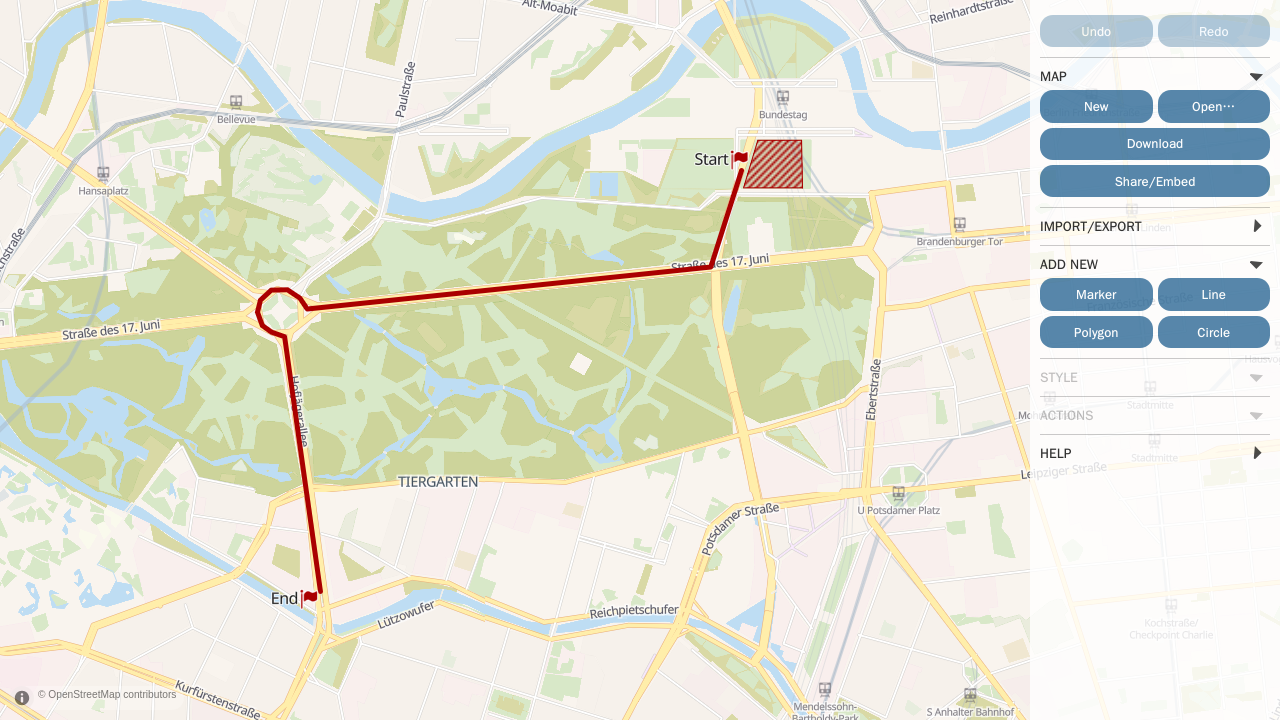 Alt-Moabit
Reinhardtstraße
Paulstraße
Bellevue
Bundestag
Start
Hansaplatz
Brandenburger Tor
Straße des 17. Juni
Straße des 17. Juni
Hofjägerallee
Ebertstraße
TIERGARTEN
Leipziger Straße
U Potsdamer Platz
Potsdamer Straße
End
Lützowufer
Reichpietschufer
Kurfürstenstraße
Mendelssohn-
Bartholdy-Park
S Anhalter Bahnhof
© OpenStreetMap contributors
Undo
Redo
MAP
New
Open···
Download
Share/Embed
Linden
IMPORT/EXPORT
ADD NEW
Marker
Line
Polygon
Circle
STYLE
Stadtmitte
ACTIONS
Stadtmitte
HELP
Kochstraße/
Checkpoint Charlie